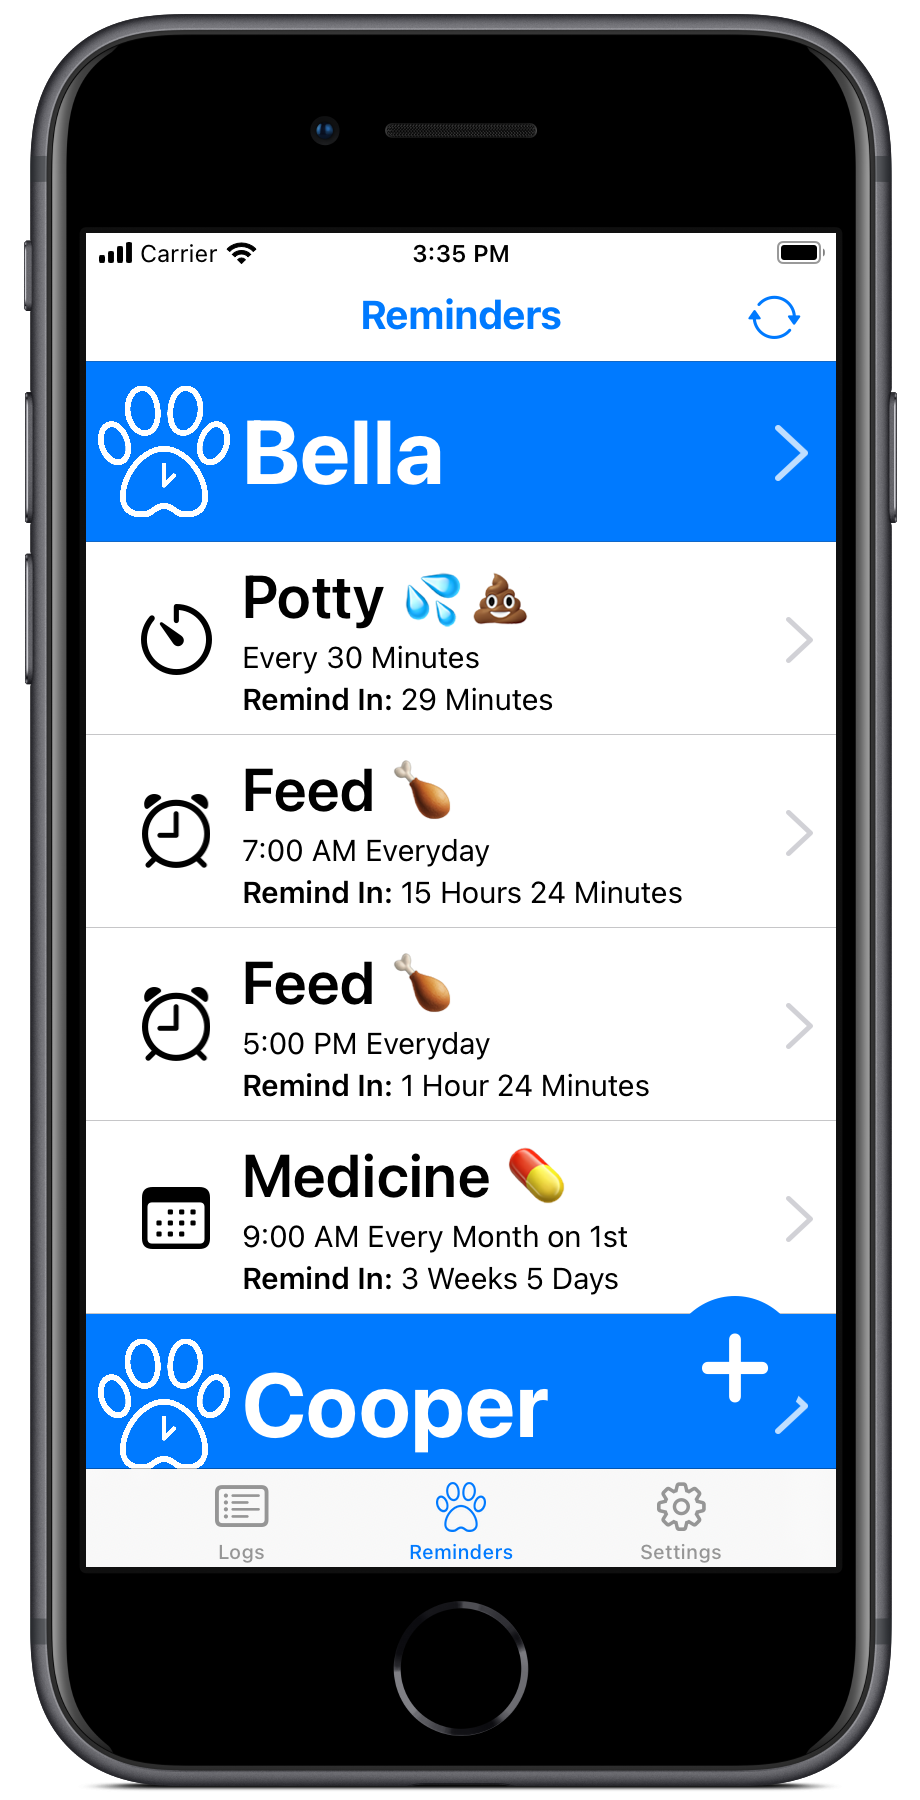 Carrier 3:35 PM
Reminders
Bella
Potty 💦 💩
Every 30 Minutes
Remind In: 29 Minutes
Feed 🍗
7:00 AM Everyday
Remind In: 15 Hours 24 Minutes
Feed 🍗
5:00 PM Everyday
Remind In: 1 Hour 24 Minutes
Medicine 💊
9:00 AM Every Month on 1st
Remind In: 3 Weeks 5 Days
Cooper
Logs Reminders Settings